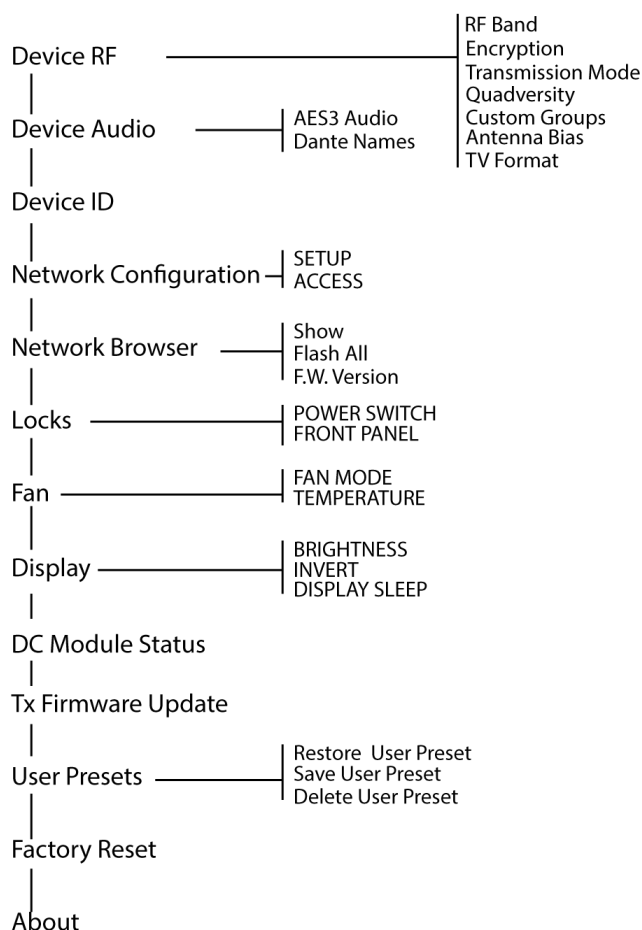 Device RF
RF Band
Encryption
Transmission Mode
Quadversity
Custom Groups
Antenna Bias
TV Format
Device Audio
AES3 Audio
Dante Names
Device ID
Network Configuration
SETUP
ACCESS
Network Browser
Show
Flash All
F.W. Version
Locks
POWER SWITCH
FRONT PANEL
Fan
FAN MODE
TEMPERATURE
Display
BRIGHTNESS
INVERT
DISPLAY SLEEP
DC Module Status
Tx Firmware Update
User Presets
Restore User Preset
Save User Preset
Delete User Preset
Factory Reset
About